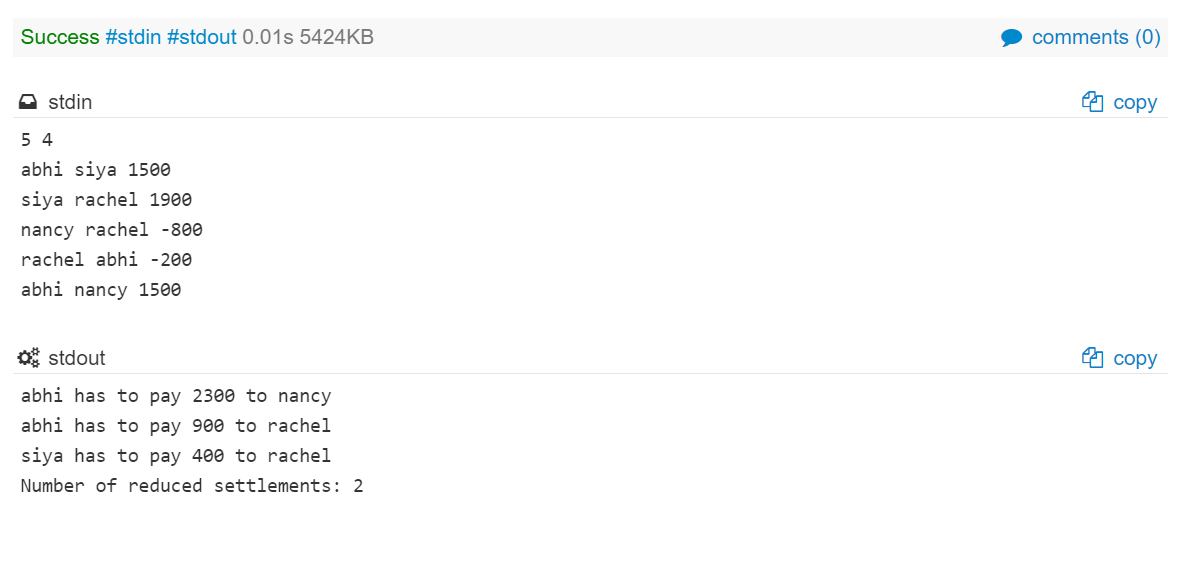 Success #stdin #stdout 0.01s 5424KB comments (0)
stdin copy
5 4
abhi siya 1500
siya rachel 1900
nancy rachel -800
rachel abhi -200
abhi nancy 1500
stdout copy
abhi has to pay 2300 to nancy
abhi has to pay 900 to rachel
siya has to pay 400 to rachel
Number of reduced settlements: 2